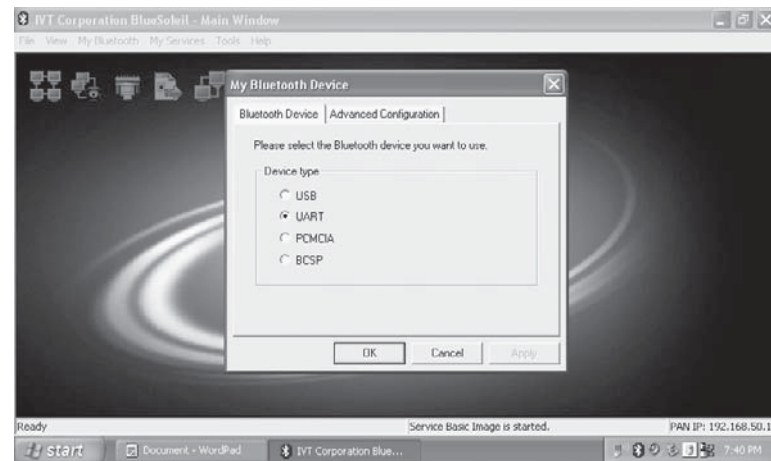 IVT Corporation BlueSoleil - Main Window
File View My Bluetooth My Services Tools Help
My Bluetooth Device
Bluetooth Device Advanced Configuration
Please select the Bluetooth device you want to use.
Device type
USB
UART
PCMCIA
BCSP
OK Cancel Apply
Ready Service Basic Image is started. PAN IP: 192.168.50.1
start Document - WordPad IVT Corporation Blue... 7:40 PM